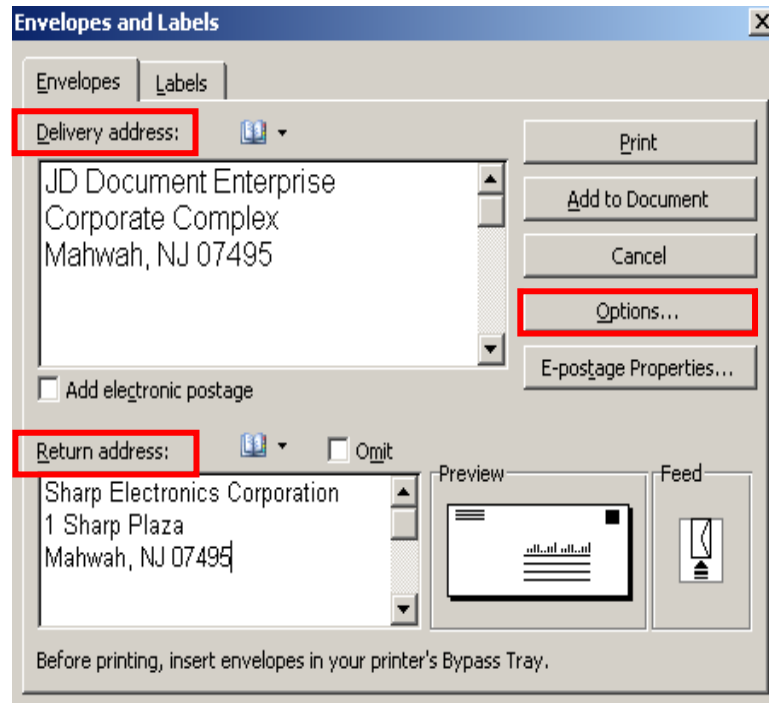 Envelopes and Labels
Envelopes Labels
Delivery address:
JD Document Enterprise
Corporate Complex
Mahwah, NJ 07495
Print
Add to Document
Cancel
Options...
E-postage Properties...
Add electronic postage
Return address:
Omit
Sharp Electronics Corporation
1 Sharp Plaza
Mahwah, NJ 07495
Preview
Feed
Before printing, insert envelopes in your printer's Bypass Tray.